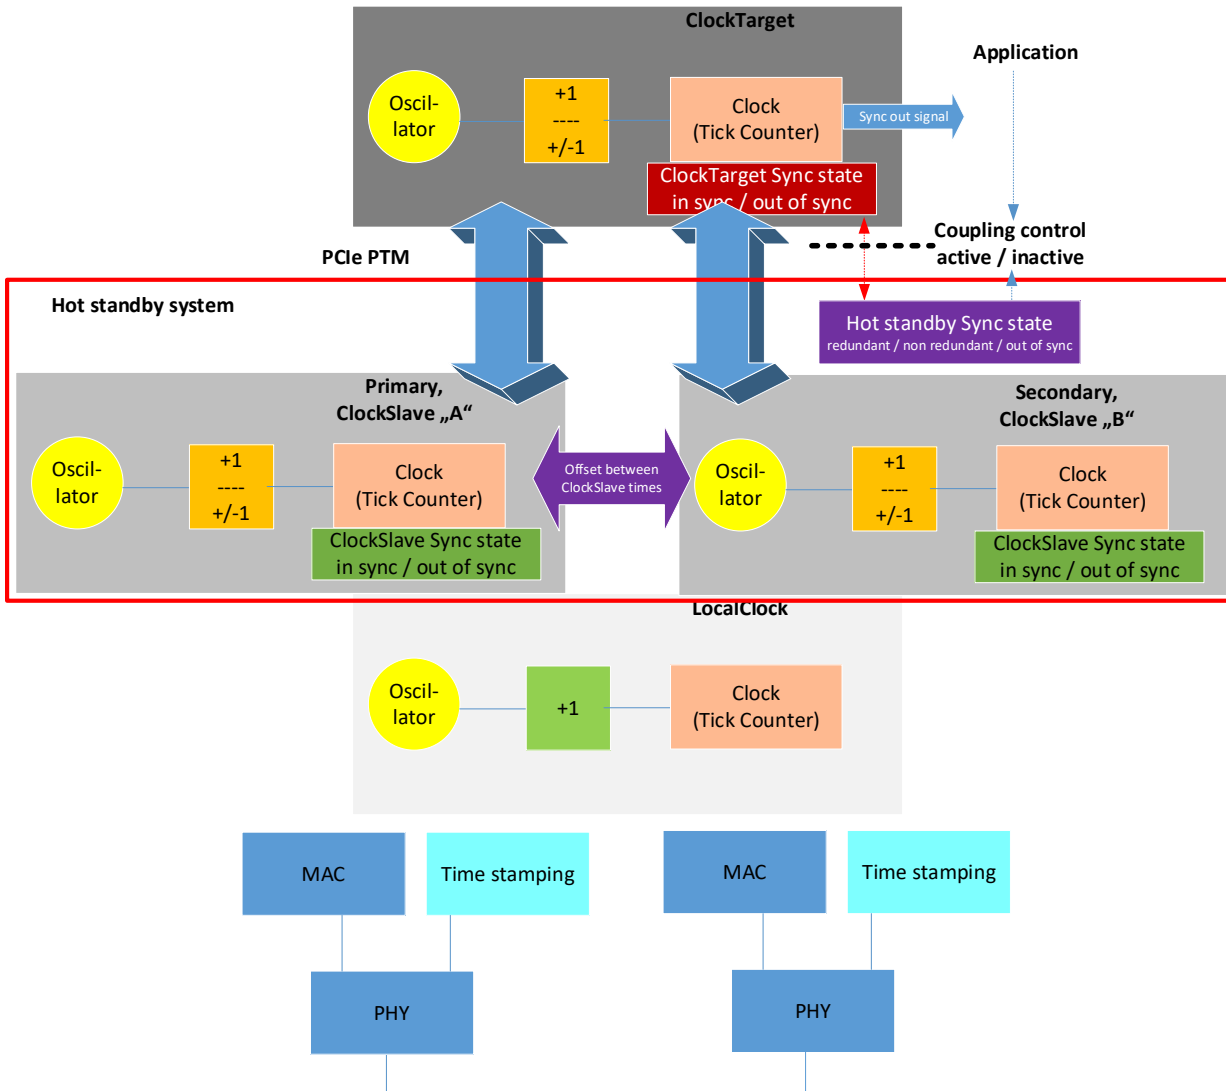 ClockTarget
Oscil-
lator
+1
----
+/-1
Clock
(Tick Counter)
Sync out signal
Application
ClockTarget Sync state
in sync / out of sync
PCIe PTM
Coupling control
active / inactive
Hot standby system
Hot standby Sync state
redundant / non redundant / out of sync
Primary,
ClockSlave „A“
Oscil-
lator
+1
----
+/-1
Clock
(Tick Counter)
ClockSlave Sync state
in sync / out of sync
Offset between
ClockSlave times
Secondary,
ClockSlave „B“
Oscil-
lator
+1
----
+/-1
Clock
(Tick Counter)
ClockSlave Sync state
in sync / out of sync
LocalClock
Oscil-
lator
+1
Clock
(Tick Counter)
MAC
Time stamping
MAC
Time stamping
PHY
PHY